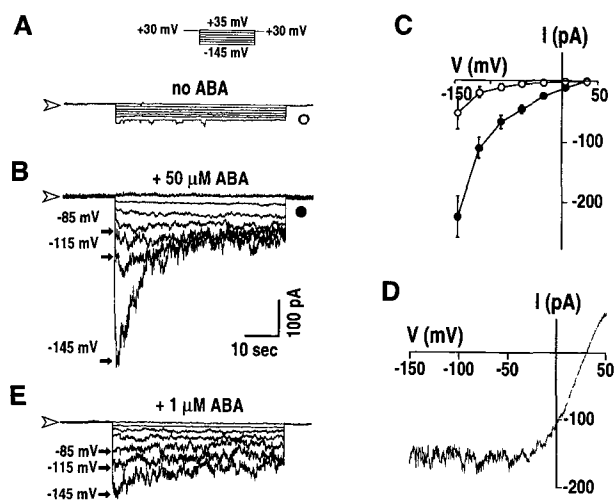 A
+35 mV
+30 mV
+30 mV
-145 mV
no ABA
B
+ 50 µM ABA
-85 mV
-115 mV
-145 mV
100 pA
10 sec
E
+ 1 µM ABA
-85 mV
-115 mV
-145 mV
C
I (pA)
V (mV)
-150
50
-100
-200
D
I (pA)
V (mV)
-150 -100 -50 0 50
-100
-200